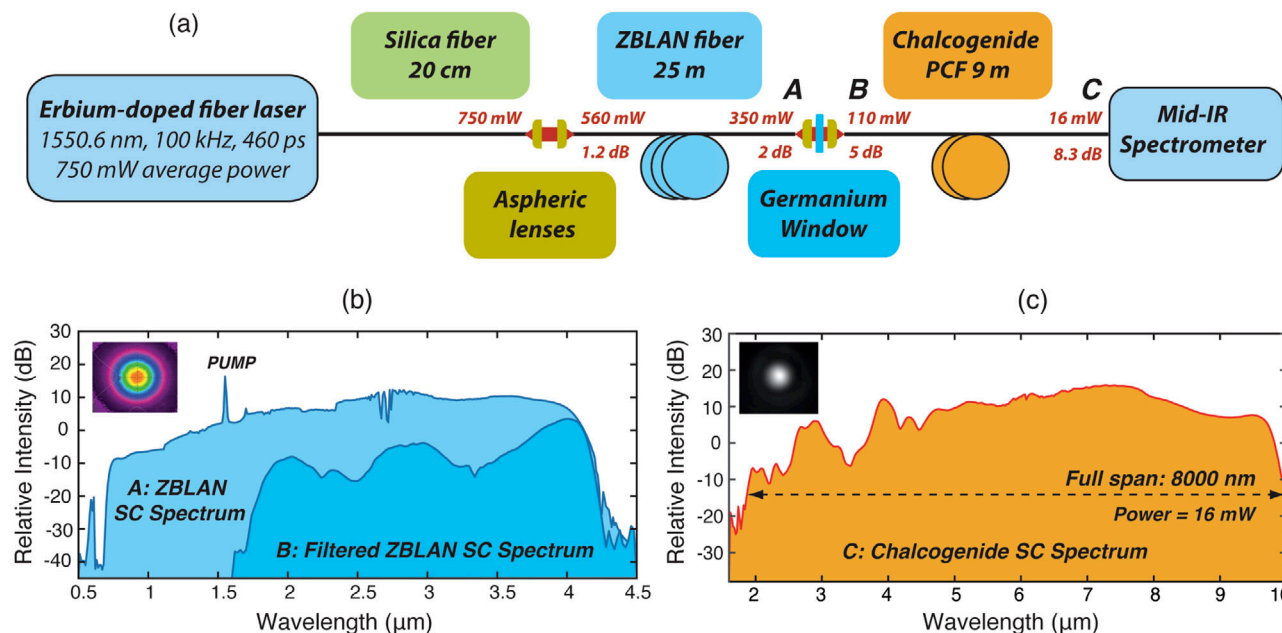 (a)
Silica fiber
20 cm
ZBLAN fiber
25 m
Chalcogenide
PCF 9 m
Erbium-doped fiber laser
1550.6 nm, 100 kHz, 460 ps
750 mW average power
A
B
C
750 mW
560 mW
350 mW
110 mW
16 mW
1.2 dB
2 dB
5 dB
8.3 dB
Mid-IR
Spectrometer
Aspheric
lenses
Germanium
Window
(b)
Relative Intensity (dB)
30
20
10
0
-10
-20
-30
-40
PUMP
A: ZBLAN
SC Spectrum
B: Filtered ZBLAN SC Spectrum
0.5
1
1.5
2
2.5
3
3.5
4
4.5
Wavelength (μm)
(c)
Relative Intensity (dB)
30
20
10
0
-10
-20
-30
Full span: 8000 nm
Power = 16 mW
C: Chalcogenide SC Spectrum
2
3
4
5
6
7
8
9
10
Wavelength (μm)